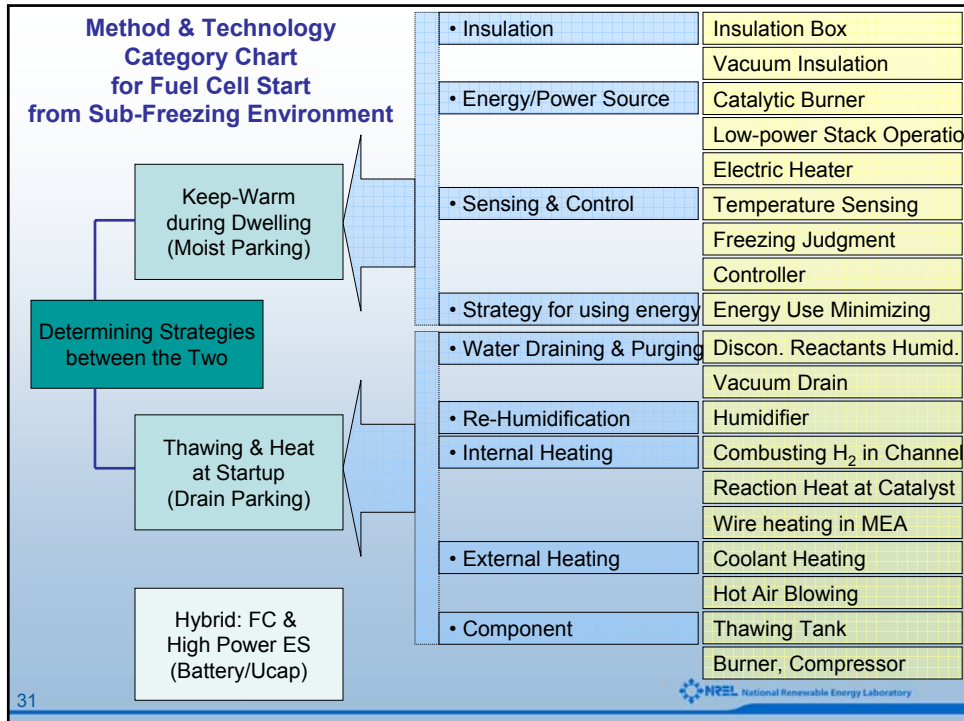 Method & Technology
Category Chart
for Fuel Cell Start
from Sub-Freezing Environment
Keep-Warm
during Dwelling
(Moist Parking)
Determining Strategies
between the Two
Thawing & Heat
at Startup
(Drain Parking)
Hybrid: FC &
High Power ES
(Battery/Ucap)
• Insulation
Insulation Box
Vacuum Insulation
• Energy/Power Source
Catalytic Burner
Low-power Stack Operatio
Electric Heater
• Sensing & Control
Temperature Sensing
Freezing Judgment
Controller
• Strategy for using energy
Energy Use Minimizing
• Water Draining & Purging
Discon. Reactants Humid.
Vacuum Drain
• Re-Humidification
Humidifier
• Internal Heating
Combusting H2 in Channel
Reaction Heat at Catalyst
Wire heating in MEA
• External Heating
Coolant Heating
Hot Air Blowing
• Component
Thawing Tank
Burner, Compressor
31
NREL National Renewable Energy Laboratory